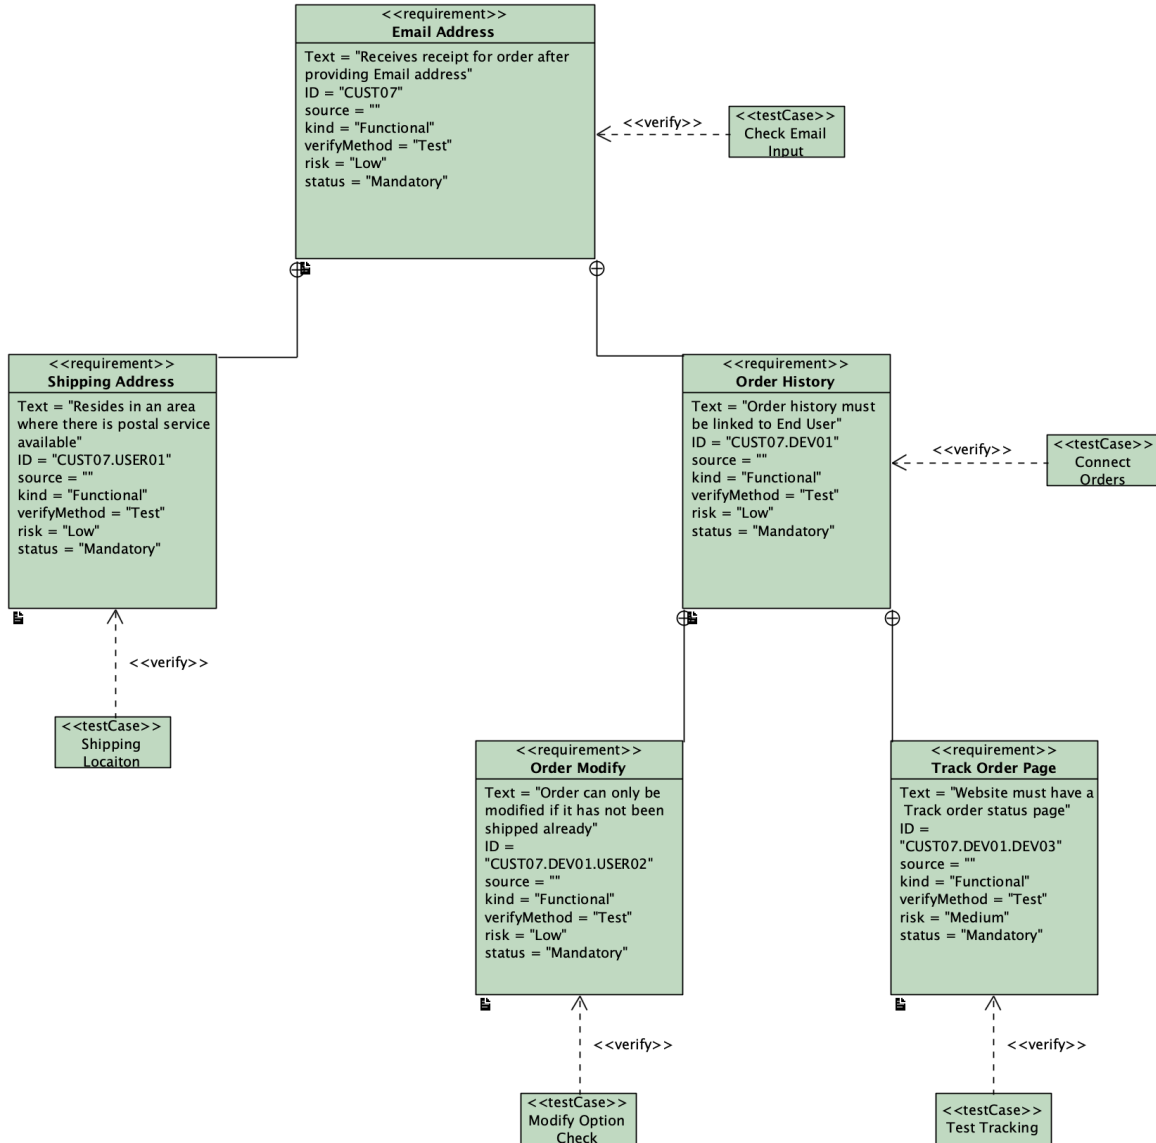 <<requirement>>
Email Address
Text = "Receives receipt for order after
providing Email address"
ID = "CUST07"
source = ""
kind = "Functional"
verifyMethod = "Test"
risk = "Low"
status = "Mandatory"
<<verify>>
<<testCase>>
Check Email
Input
<<requirement>>
Shipping Address
Text = "Resides in an area
where there is postal service
available"
ID = "CUST07.USER01"
source = ""
kind = "Functional"
verifyMethod = "Test"
risk = "Low"
status = "Mandatory"
<<verify>>
<<testCase>>
Shipping
Locaiton
<<requirement>>
Order History
Text = "Order history must
be linked to End User"
ID = "CUST07.DEV01"
source = ""
kind = "Functional"
verifyMethod = "Test"
risk = "Low"
status = "Mandatory"
<<verify>>
<<testCase>>
Connect
Orders
<<requirement>>
Order Modify
Text = "Order can only be
modified if it has not been
shipped already"
ID =
"CUST07.DEV01.USER02"
source = ""
kind = "Functional"
verifyMethod = "Test"
risk = "Low"
status = "Mandatory"
<<verify>>
<<testCase>>
Modify Option
Check
<<requirement>>
Track Order Page
Text = "Website must have a
Track order status page"
ID =
"CUST07.DEV01.DEV03"
source = ""
kind = "Functional"
verifyMethod = "Test"
risk = "Medium"
status = "Mandatory"
<<verify>>
<<testCase>>
Test Tracking